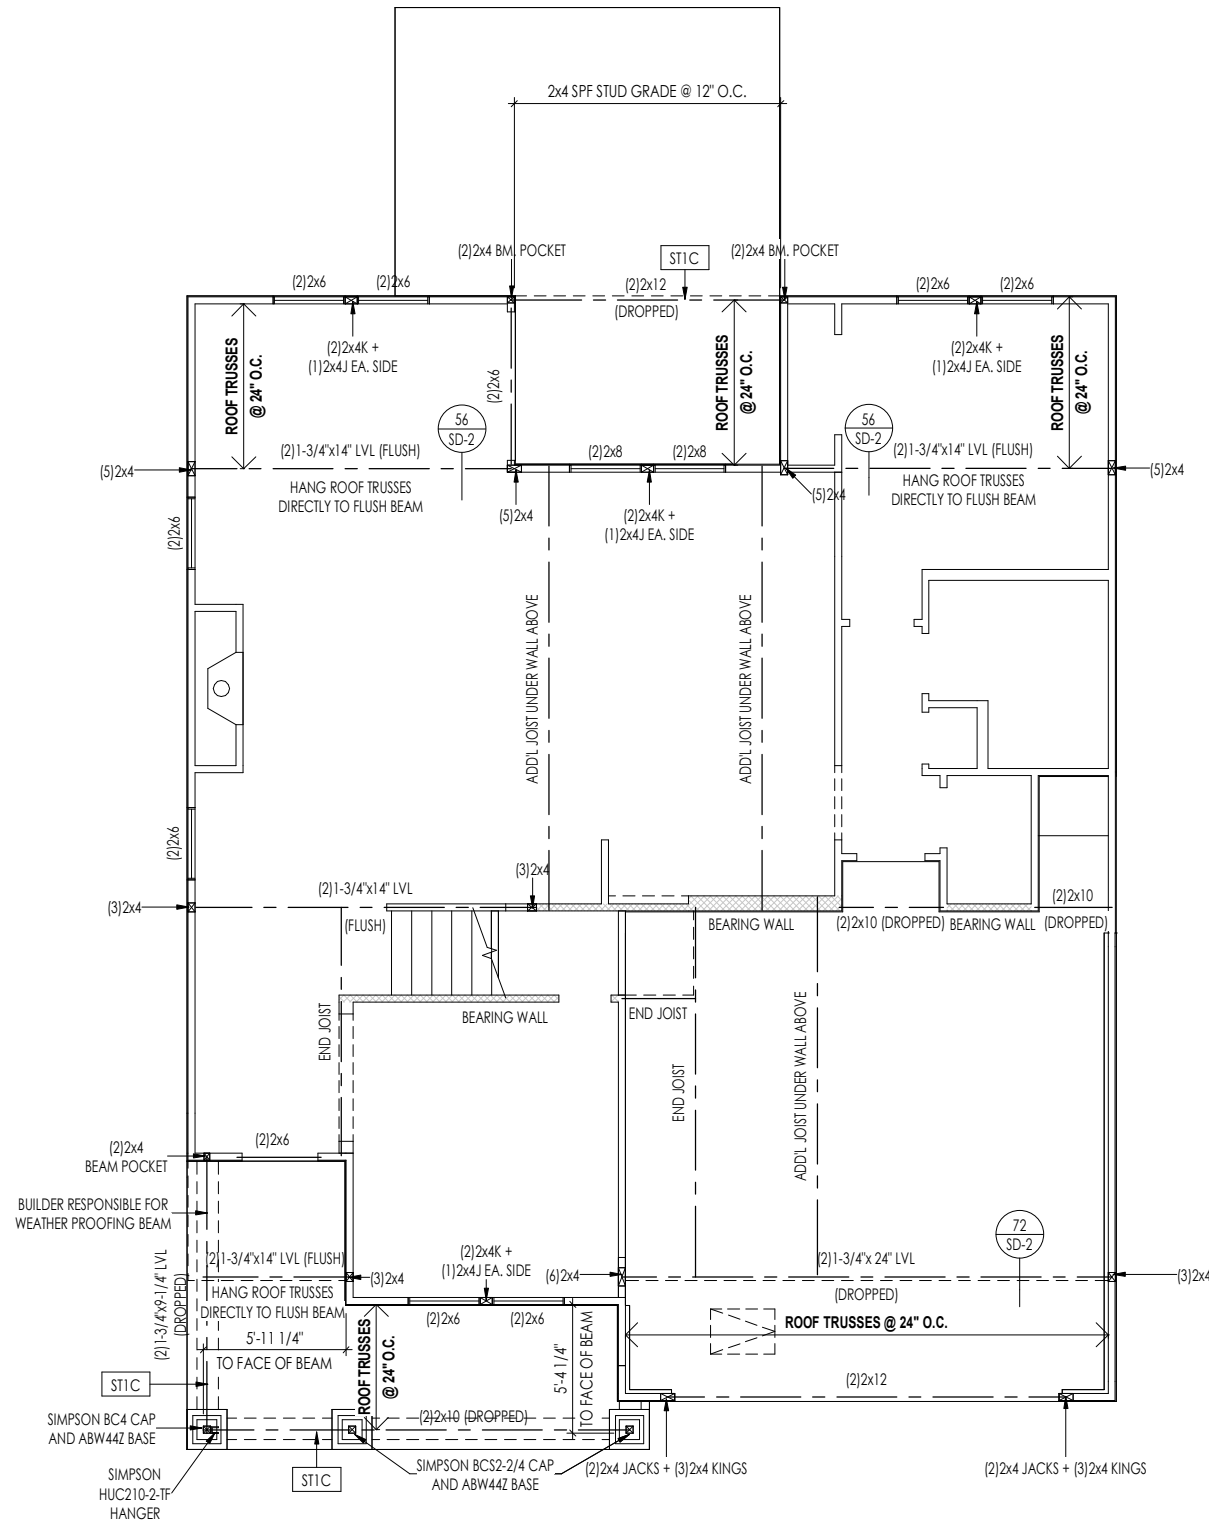 2x4 SPF STUD GRADE @ 12" O.C.
(2)2x4 BM. POCKET
ST1C
(2)2x4 BM. POCKET
(2)2x6
(2)2x6
(2)2x12
(DROPPED)
(2)2x6
(2)2x6
ROOF TRUSSES
@ 24" O.C.
(2)2x4K +
(1)2x4J EA. SIDE
(2)2x6
ROOF TRUSSES
@ 24" O.C.
(2)2x4K +
(1)2x4J EA. SIDE
ROOF TRUSSES
@ 24" O.C.
56
SD-2
56
SD-2
(5)2x4
(2)1-3/4"x14" LVL (FLUSH)
HANG ROOF TRUSSES
DIRECTLY TO FLUSH BEAM
(2)2x8
(2)2x8
(2)1-3/4"x14" LVL (FLUSH)
HANG ROOF TRUSSES
DIRECTLY TO FLUSH BEAM
(5)2x4
(5)2x4
(2)2x4K +
(1)2x4J EA. SIDE
(5)2x4
(2)2x6
ADD'L JOIST UNDER WALL ABOVE
ADD'L JOIST UNDER WALL ABOVE
(2)2x6
(3)2x4
(2)1-3/4"x14" LVL
(FLUSH)
(3)2x4
BEARING WALL
(2)2x10 (DROPPED)
BEARING WALL
(2)2x10
(DROPPED)
END JOIST
BEARING WALL
END JOIST
END JOIST
ADD'L JOIST UNDER WALL ABOVE
(2)2x4
BEAM POCKET
(2)2x6
BUILDER RESPONSIBLE FOR
WEATHER PROOFING BEAM
(2)1-3/4"x9-1/4" LVL
(DROPPED)
(2)1-3/4"x14" LVL (FLUSH)
HANG ROOF TRUSSES
DIRECTLY TO FLUSH BEAM
(3)2x4
(2)2x4K +
(1)2x4J EA. SIDE
(6)2x4
(2)1-3/4"x 24" LVL
(DROPPED)
72
SD-2
(3)2x4
(2)2x6
(2)2x6
5'-11 1/4"
TO FACE OF BEAM
ROOF TRUSSES
@ 24" O.C.
5'-4 1/4"
TO FACE OF BEAM
ROOF TRUSSES @ 24" O.C.
(2)2x12
ST1C
SIMPSON BC4 CAP
AND ABW44Z BASE
(2)2x10 (DROPPED)
SIMPSON
HUC210-2-TF
HANGER
ST1C
SIMPSON BCS2-2/4 CAP
AND ABW44Z BASE
(2)2x4 JACKS + (3)2x4 KINGS
(2)2x4 JACKS + (3)2x4 KINGS